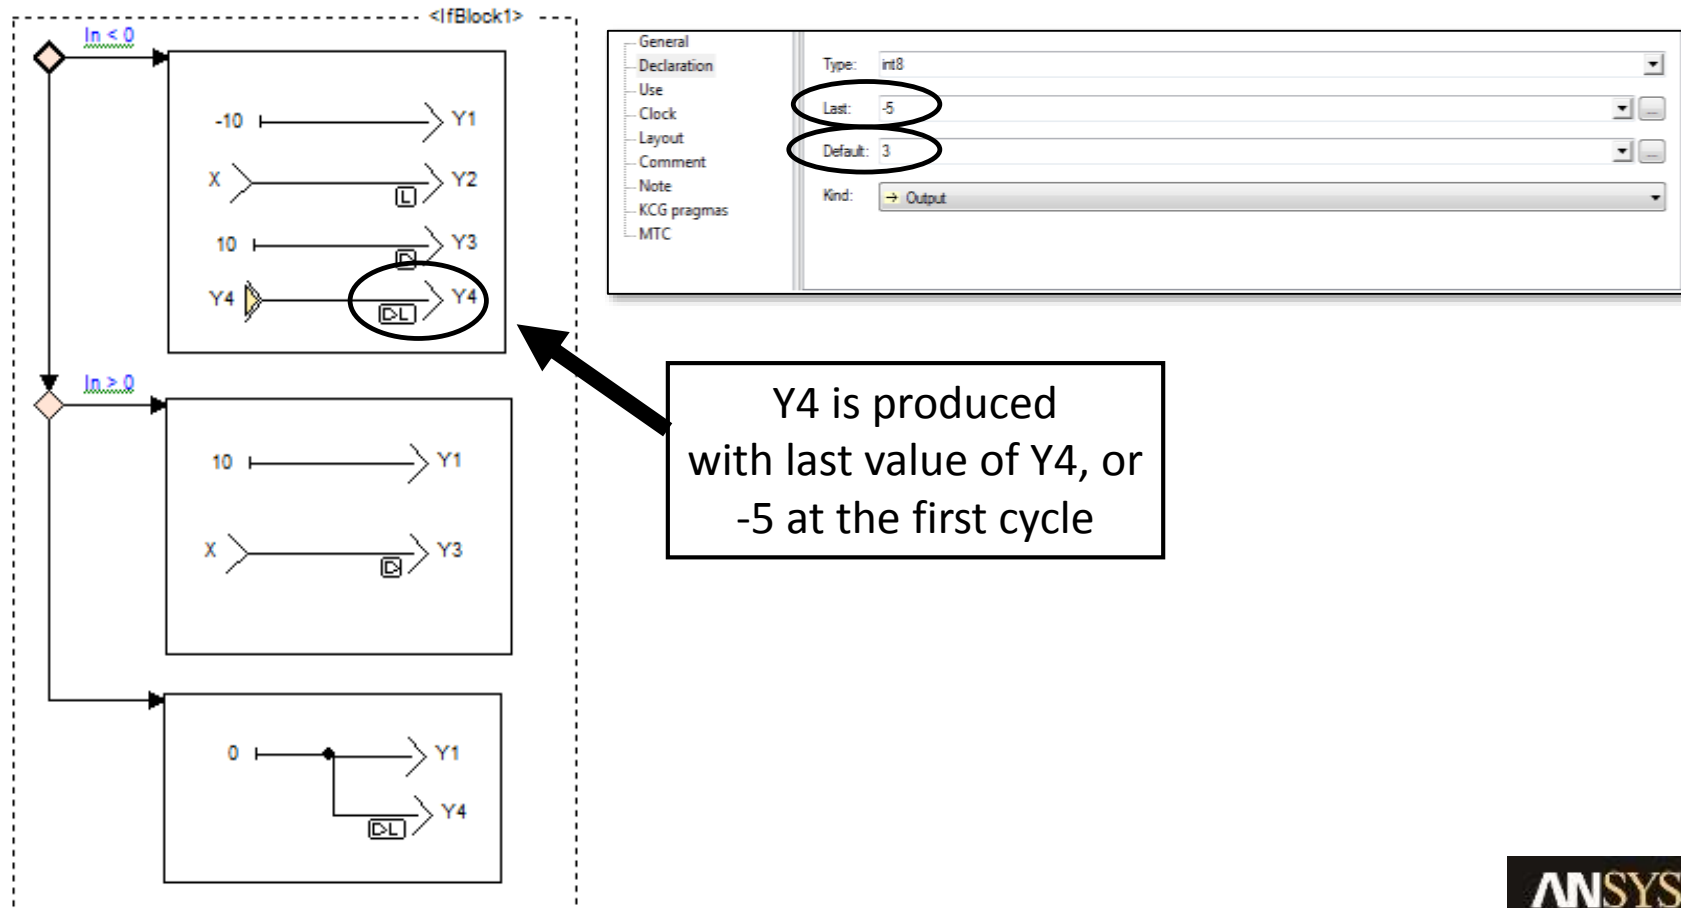 <IfBlock1>
In < 0
-10 Y1
X L Y2
10 D Y3
Y4 DL Y4
In > 0
10 Y1
X D Y3
0 Y1
DL Y4
General
Declaration
Use
Clock
Layout
Comment
Note
KCG pragmas
MTC
Type: int8
Last: -5 ...
Default: 3 ...
Kind: Output
Y4 is produced
with last value of Y4, or
-5 at the first cycle
ANSYS